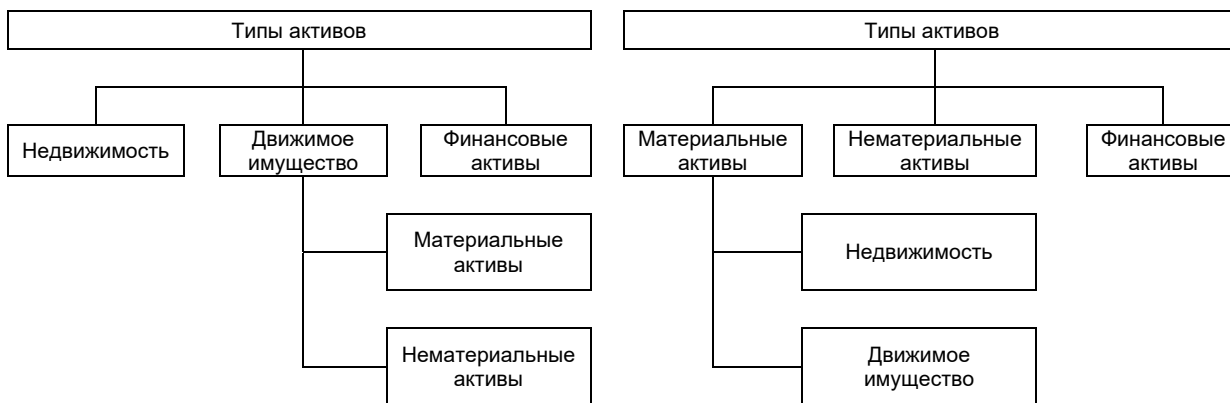 Типы активов
Недвижимость
Движимое
имущество
Финансовые
активы
Материальные
активы
Нематериальные
активы
Типы активов
Материальные
активы
Нематериальные
активы
Финансовые
активы
Недвижимость
Движимое
имущество